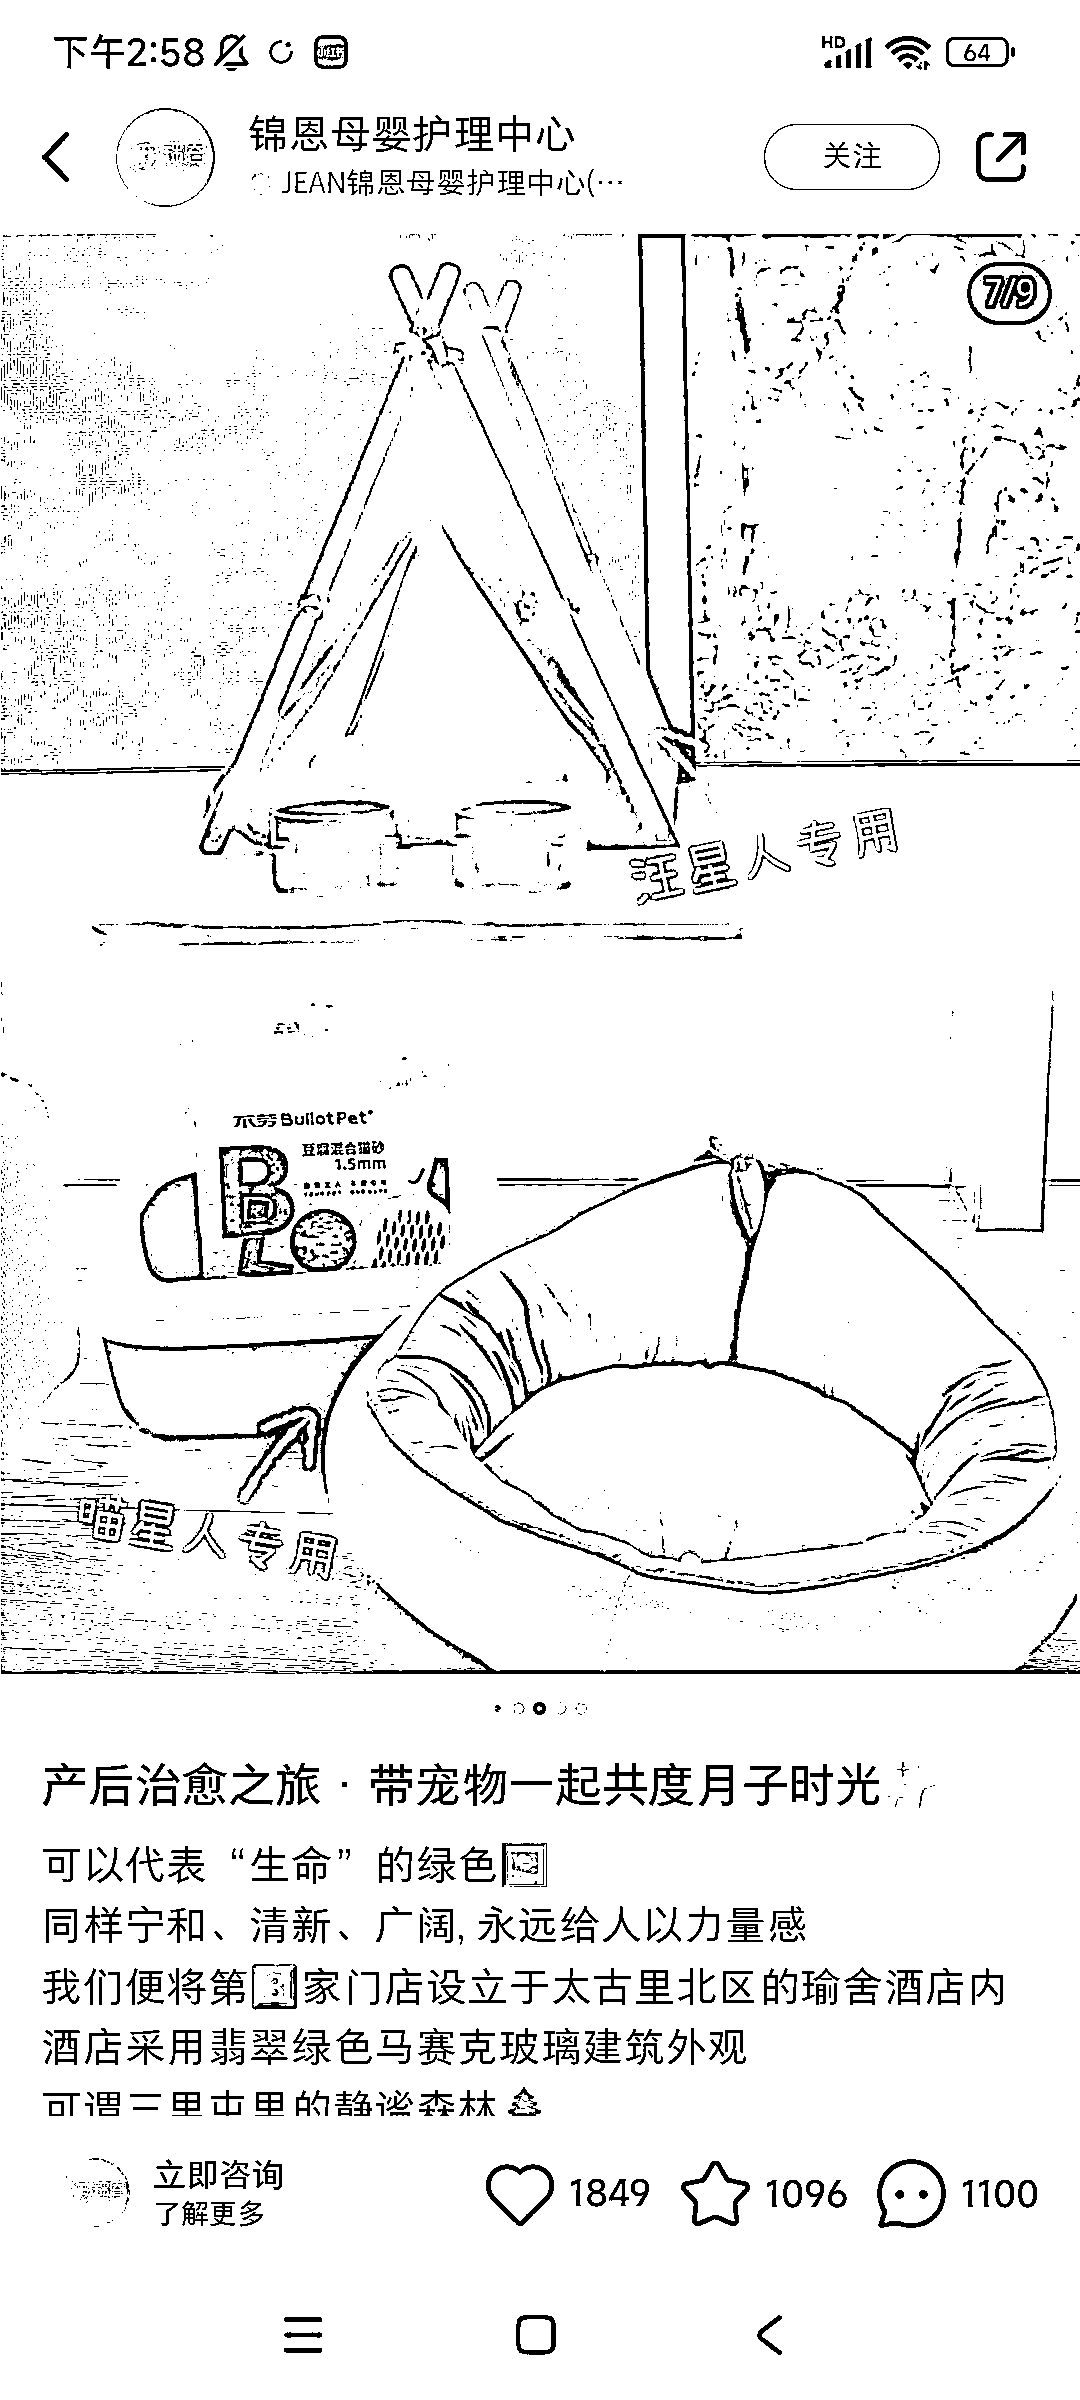 下午2:58
HD
64
锦恩母婴护理中心
JEAN锦恩母婴护理中心(…
关注
7/9
汪星人专用
BullotPet
豆腐混合猫砂
1.5mm
喵星人专用
产后治愈之旅 · 带宠物一起共度月子时光✨
可以代表“生命”的绿色
同样宁和、清新、广阔, 永远给人以力量感
我们便将第3家门店设立于太古里北区的瑜舍酒店内
酒店采用翡翠绿色马赛克玻璃建筑外观
可谓三里屯里的静谧森林🌲
立即咨询
了解更多
1849
1096
1100